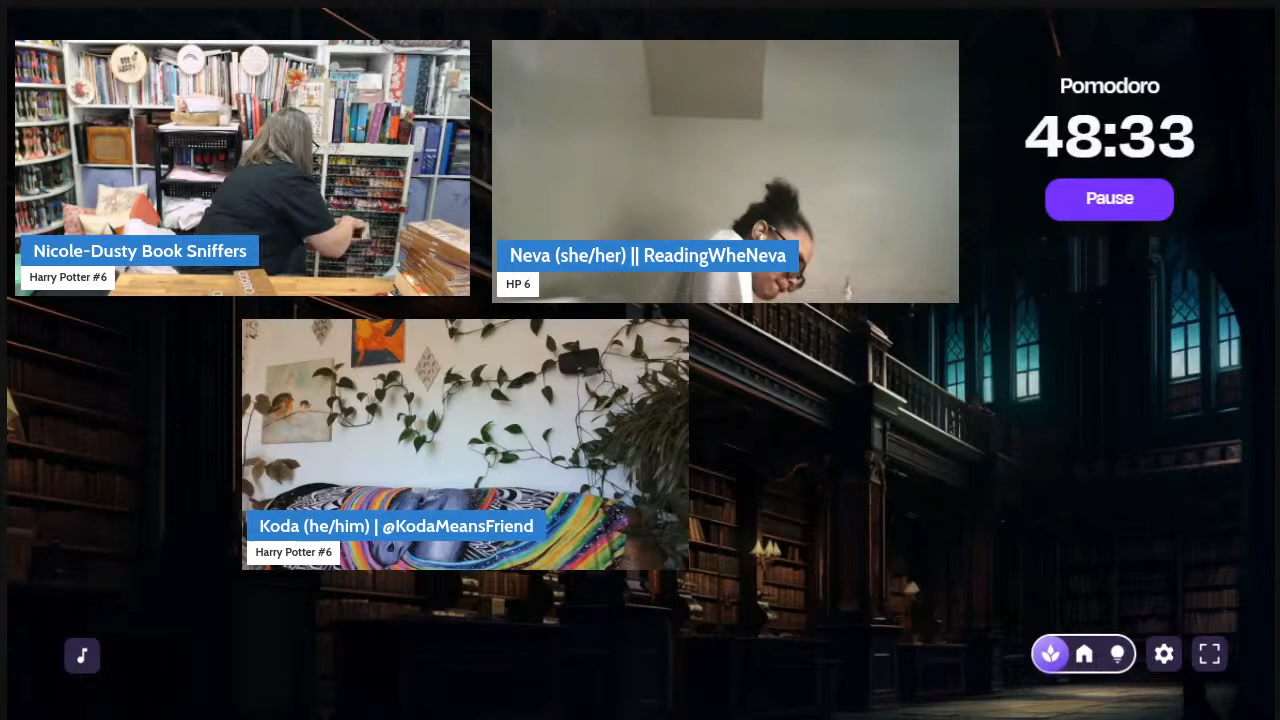 Nicole-Dusty Book Sniffers
Harry Potter #6
Neva (she/her) || ReadingWheNeva
HP 6
Koda (he/him) | @KodaMeansFriend
Harry Potter #6
Pomodoro
48:33
Pause